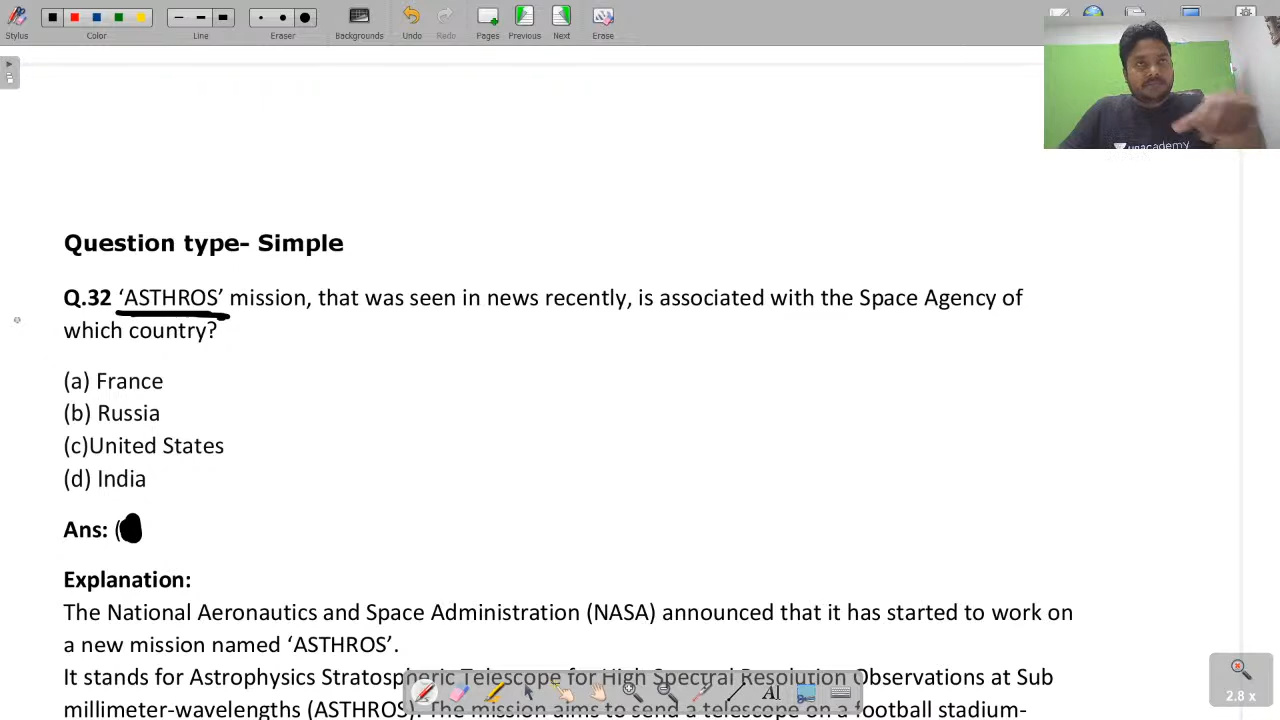 Stylus
Color
Line
Eraser
Backgrounds
Undo
Redo
Pages
Previous
Next
Erase
unacademy
Question type- Simple
Q.32 ‘ASTHROS’ mission, that was seen in news recently, is associated with the Space Agency of
which country?
(a) France
(b) Russia
(c)United States
(d) India
Ans: (
Explanation:
The National Aeronautics and Space Administration (NASA) announced that it has started to work on
a new mission named ‘ASTHROS’.
It stands for Astrophysics Stratospheric Telescope for High Spectral Resolution Observations at Sub
millimeter-wavelengths (ASTHROS). The mission aims to send a telescope on a football stadium-
2.8 x